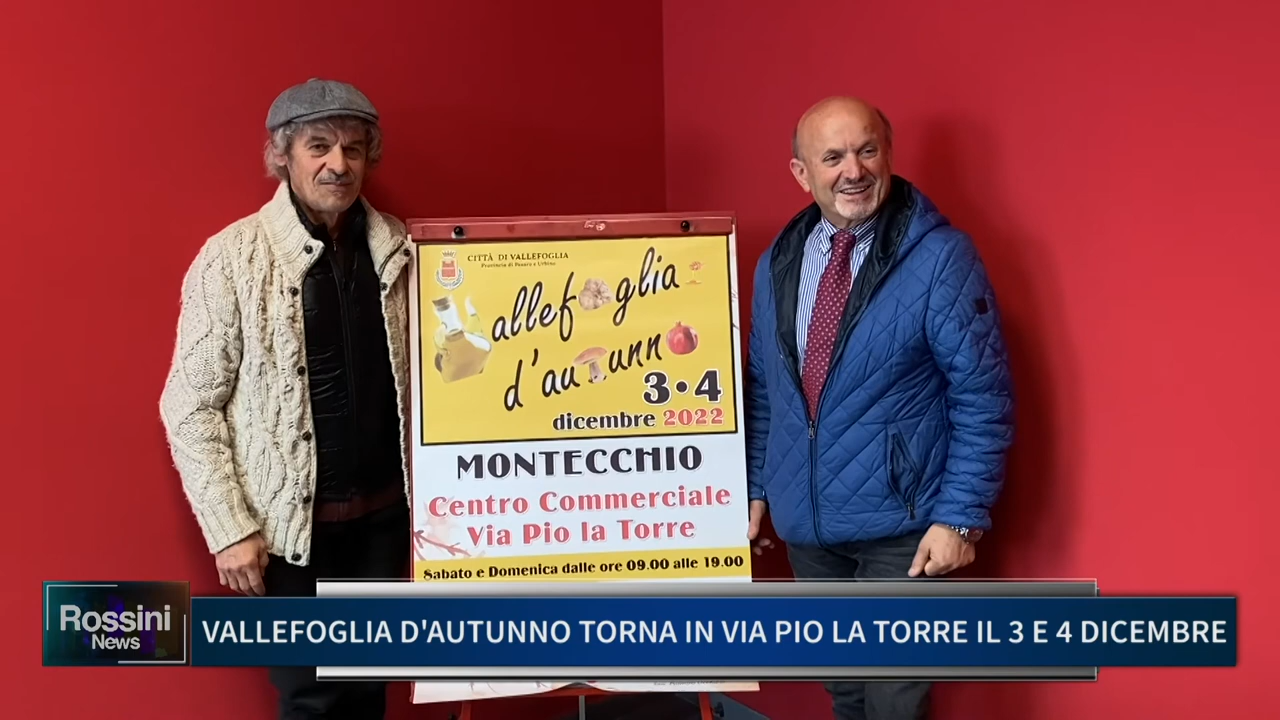 CITTÀ DI VALLEFOGLIA
Provincia di Pesaro e Urbino
Vallefoglia
d'autunno
3•4
dicembre 2022
MONTECCHIO
Centro Commerciale
Via Pio la Torre
Sabato e Domenica dalle ore 09.00 alle 19.00
Rossini
News
VALLEFOGLIA D'AUTUNNO TORNA IN VIA PIO LA TORRE IL 3 E 4 DICEMBRE